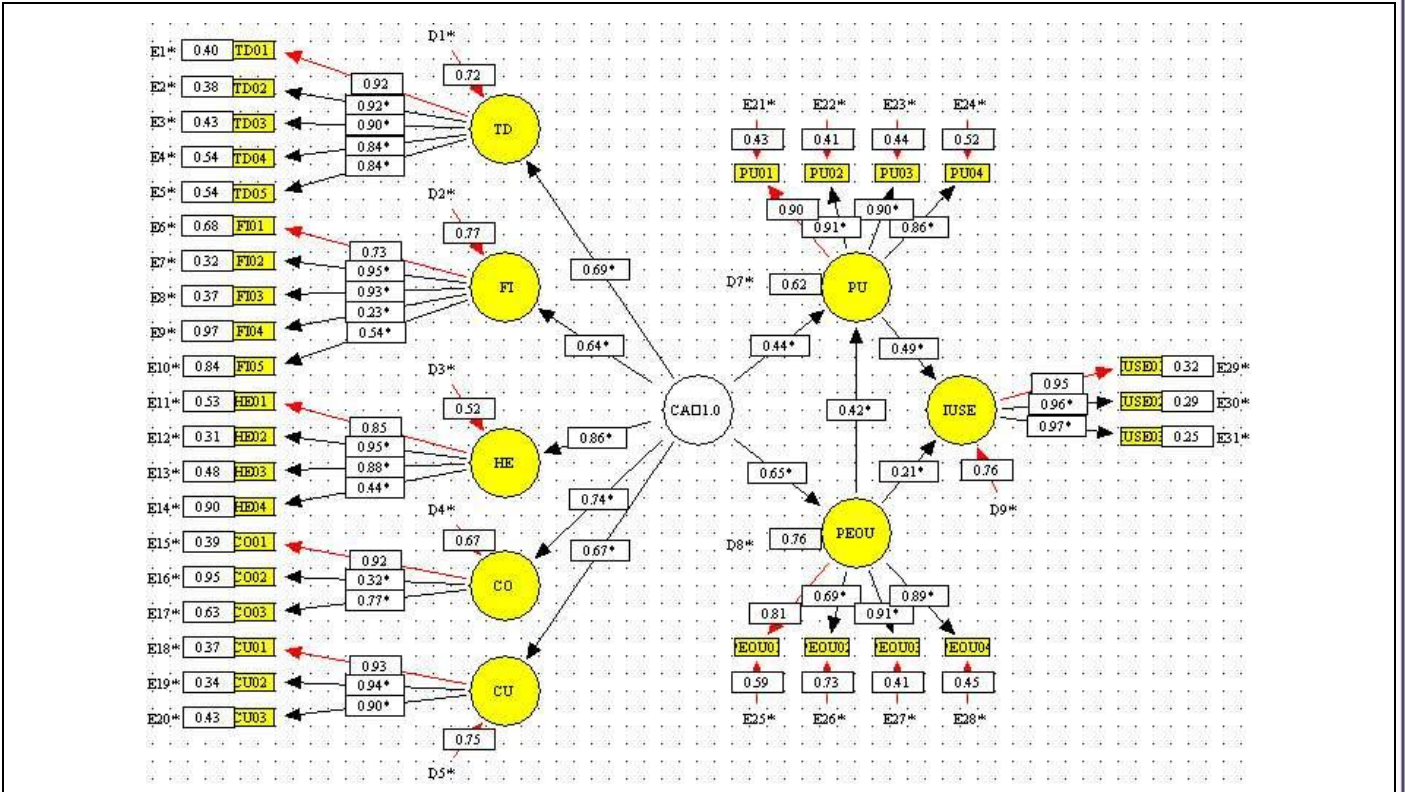 D1*
E1* 0.40 TD01
0.72
E2* 0.38 TD02
0.92
0.92*
E3* 0.43 TD03
0.90*
TD
0.84*
E4* 0.54 TD04
0.84*
E5* 0.54 TD05
D2*
E6* 0.68 FI01
0.77
0.73
E7* 0.32 FI02
0.95*
E8* 0.37 FI03
0.93*
FI
0.23*
E9* 0.97 FI04
0.54*
E10* 0.84 FI05
D3*
E11* 0.53 HE01
0.52
0.85
E12* 0.31 HE02
0.95*
E13* 0.48 HE03
0.88*
HE
0.44*
E14* 0.90 HE04
D4*
E15* 0.39 CO01
0.67
0.92
E16* 0.95 CO02
0.32*
CO
0.77*
E17* 0.63 CO03
E18* 0.37 CU01
0.93
E19* 0.34 CU02
0.94*
CU
0.90*
E20* 0.43 CU03
0.75
D5*
0.69*
0.64*
0.86*
0.74*
0.67*
CA□1.0
0.44*
0.65*
E21* E22* E23* E24*
0.43 0.41 0.44 0.52
PU01 PU02 PU03 PU04
0.90 0.91* 0.90* 0.86*
D7* 0.62 PU
0.49*
0.42*
IUSE
0.21*
0.76
D9*
0.95
USE01 0.32 E29*
0.96*
USE02 0.29 E30*
0.97*
USE03 0.25 E31*
D8* 0.76 PEOU
0.81 0.69* 0.91* 0.89*
EOU01 EOU02 EOU03 EOU04
0.59 0.73 0.41 0.45
E25* E26* E27* E28*